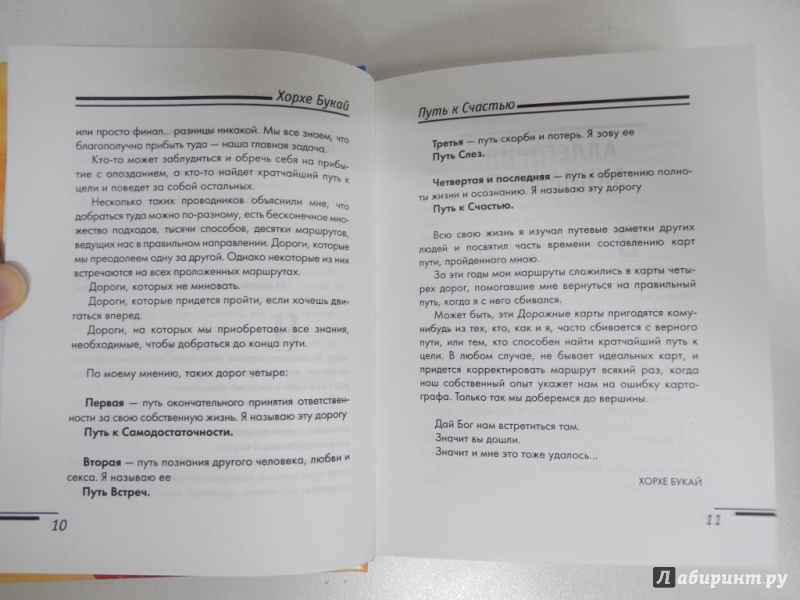 Хорхе Букай
или просто финал... разницы никакой. Мы все знаем, что
благополучно прибыть туда — наша главная задача.
Кто-то может заблудиться и обречь себя на прибы-
тие с опозданием, а кто-то найдет кратчайший путь к
цели и поведет за собой остальных.
Несколько таких проводников объяснили мне, что
добраться туда можно по-разному, есть бесконечное мно-
жество подходов, тысячи способов, десятки маршрутов,
ведущих нас в правильном направлении. Дороги, которые
мы преодолеем одну за другой. Однако некоторые из них
встречаются на всех проложенных маршрутах.
Дороги, которых не миновать.
Дороги, которые придется пройти, если хочешь дви-
гаться вперед.
Дороги, на которых мы приобретаем все знания,
необходимые, чтобы добраться до конца пути.
По моему мнению, таких дорог четыре:
Первая — путь окончательного принятия ответствен-
ности за свою собственную жизнь. Я называю эту дорогу
Путь к Самодостаточности.
Вторая — путь познания другого человека, любви и
секса. Я называю ее
Путь Встреч.
10
Путь к Счастью
Третья — путь скорби и потерь. Я зову ее
Путь Слез.
Четвертая и последняя — путь к обретению полно-
ты жизни и осознанию. Я называю эту дорогу
Путь к Счастью.
Всю свою жизнь я изучал путевые заметки других
людей и посвятил часть времени составлению карт
пути, пройденного мною.
За эти годы мои маршруты сложились в карты четы-
рех дорог, помогавшие мне вернуться на правильный
путь, когда я с него сбивался.
Может быть, эти Дорожные карты пригодятся кому-
нибудь из тех, кто, как и я, часто сбивается с верного
пути, или тем, кто способен найти кратчайший путь к
цели. В любом случае, не бывает идеальных карт, и
придется корректировать маршрут всякий раз, когда
наш собственный опыт укажет нам на ошибку карто-
графа. Только так мы доберемся до вершины.
Дай Бог нам встретиться там.
Значит вы дошли.
Значит и мне это тоже удалось...
ХОРХЕ БУКАЙ
11
Лабиринт.ру